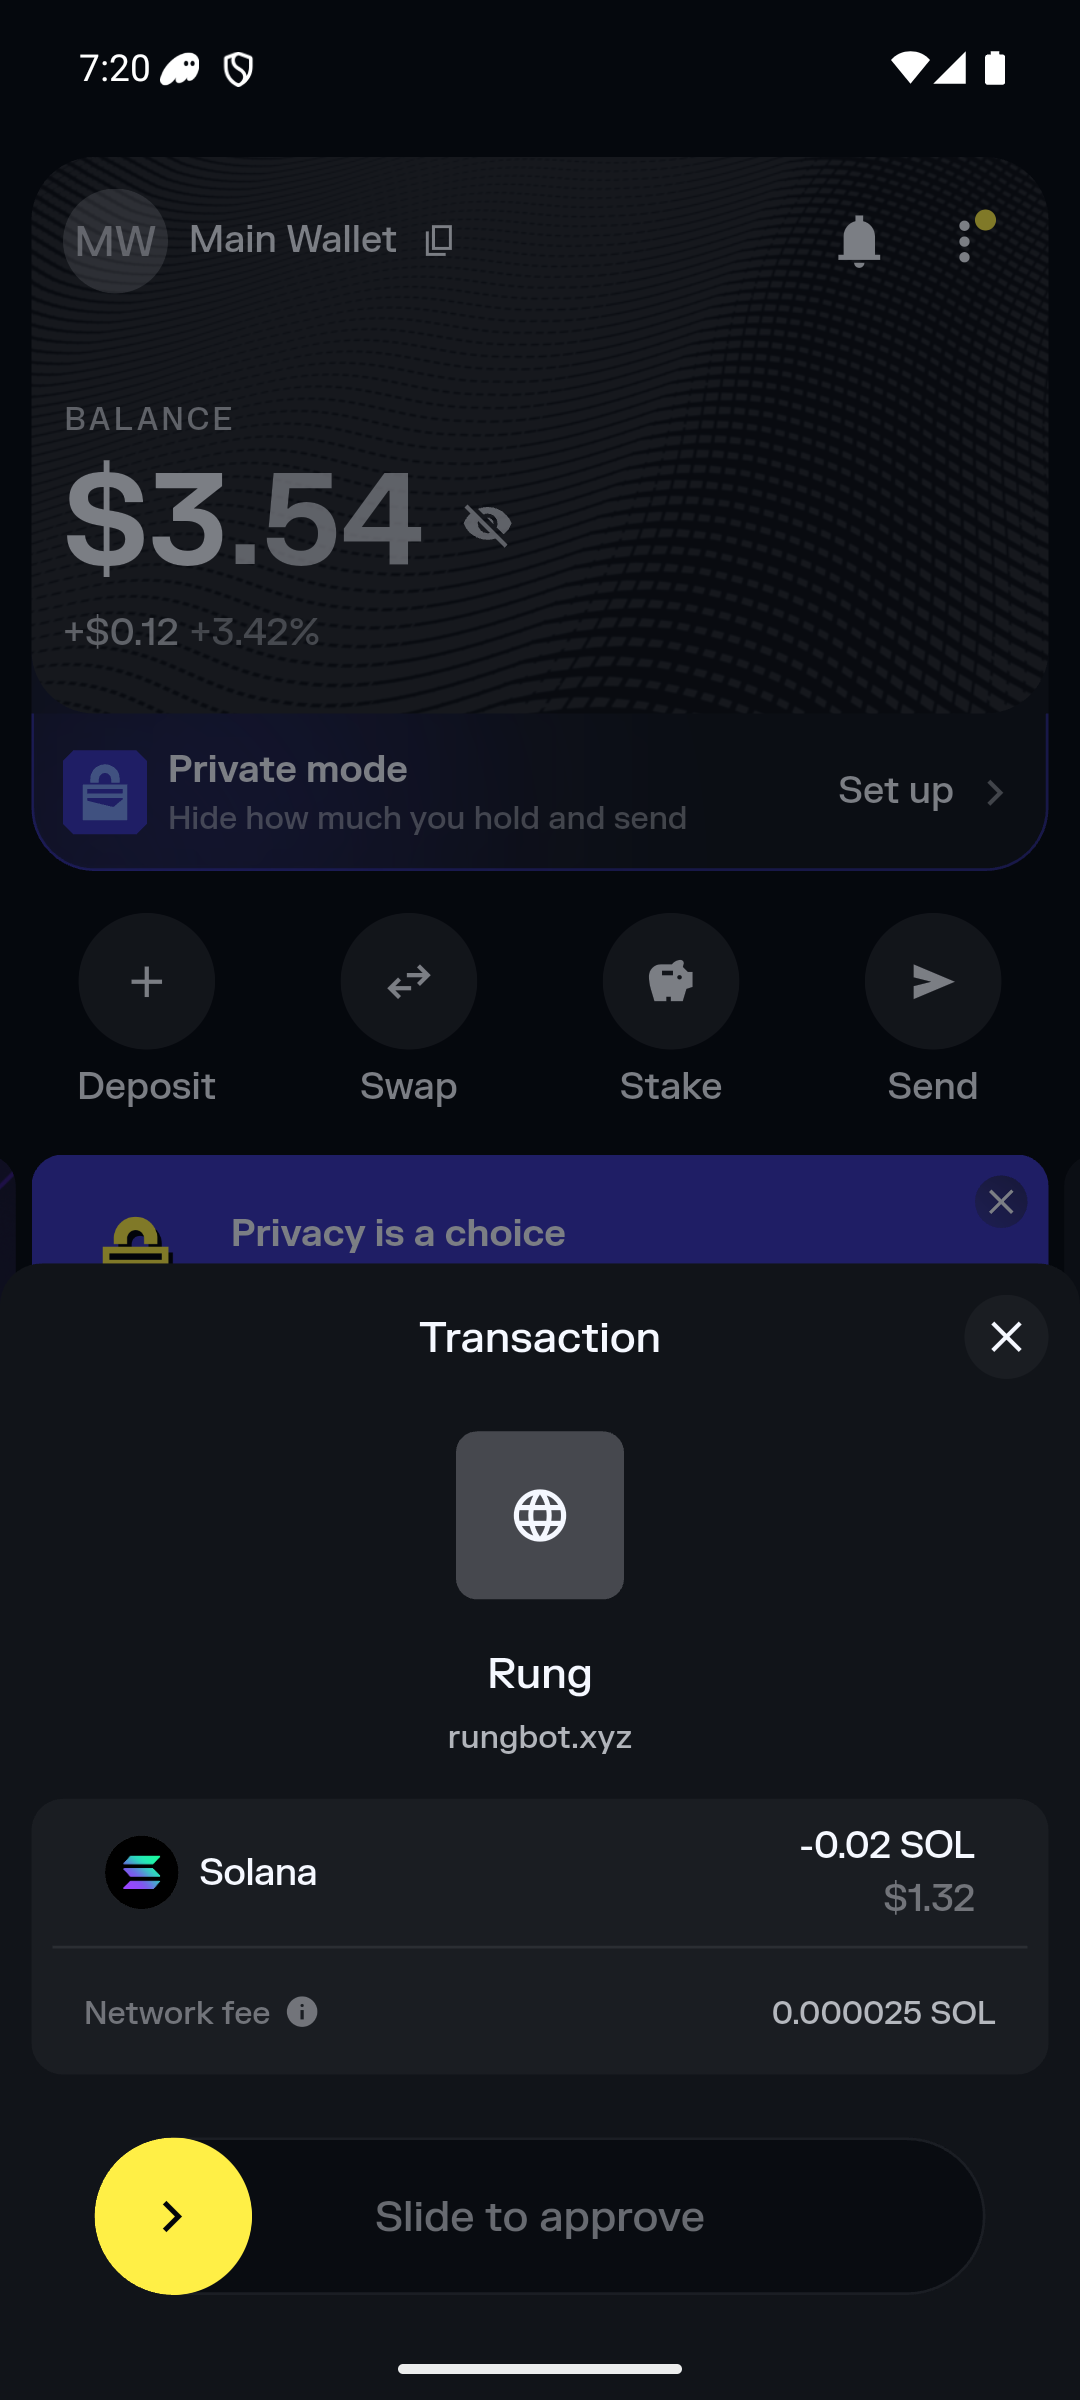 7:20
MW Main Wallet
BALANCE
$3.54
+$0.12 +3.42%
Private mode
Hide how much you hold and send
Set up
Deposit Swap Stake Send
Privacy is a choice
Transaction
Rung
rungbot.xyz
Solana
-0.02 SOL
$1.32
Network fee
0.000025 SOL
Slide to approve